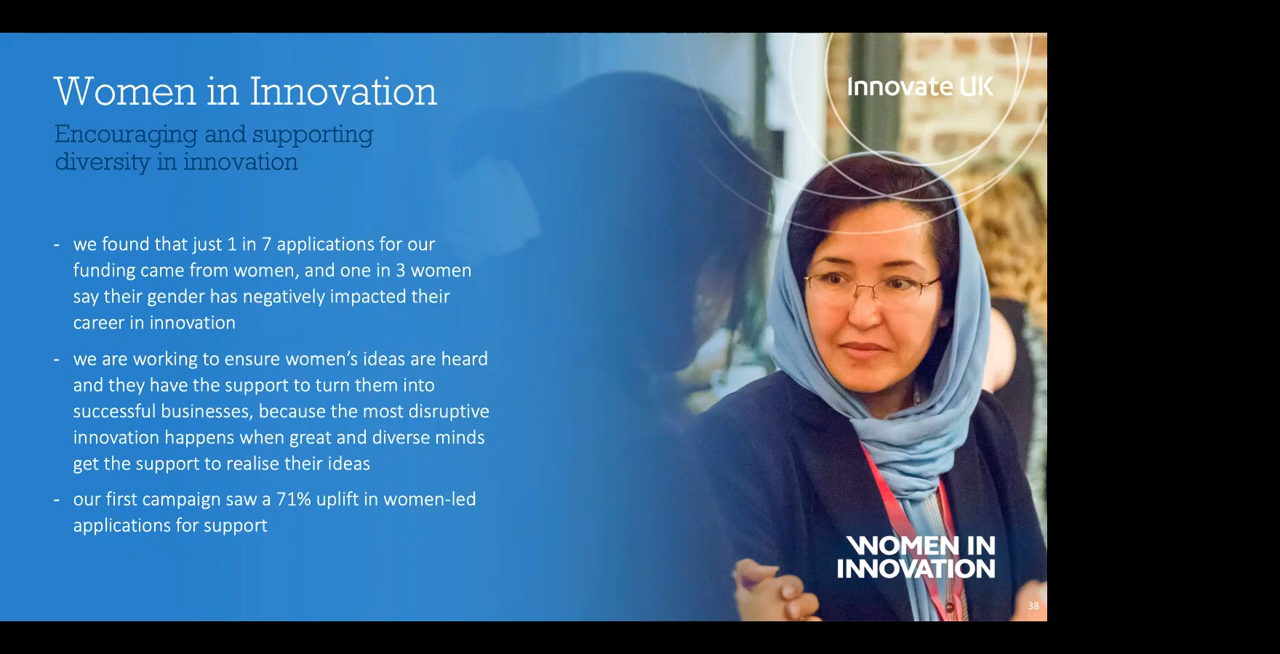 Women in Innovation
Encouraging and supporting
diversity in innovation
Innovate UK
- we found that just 1 in 7 applications for our
funding came from women, and one in 3 women
say their gender has negatively impacted their
career in innovation
- we are working to ensure women’s ideas are heard
and they have the support to turn them into
successful businesses, because the most disruptive
innovation happens when great and diverse minds
get the support to realise their ideas
- our first campaign saw a 71% uplift in women-led
applications for support
WOMEN IN
INNOVATION
38